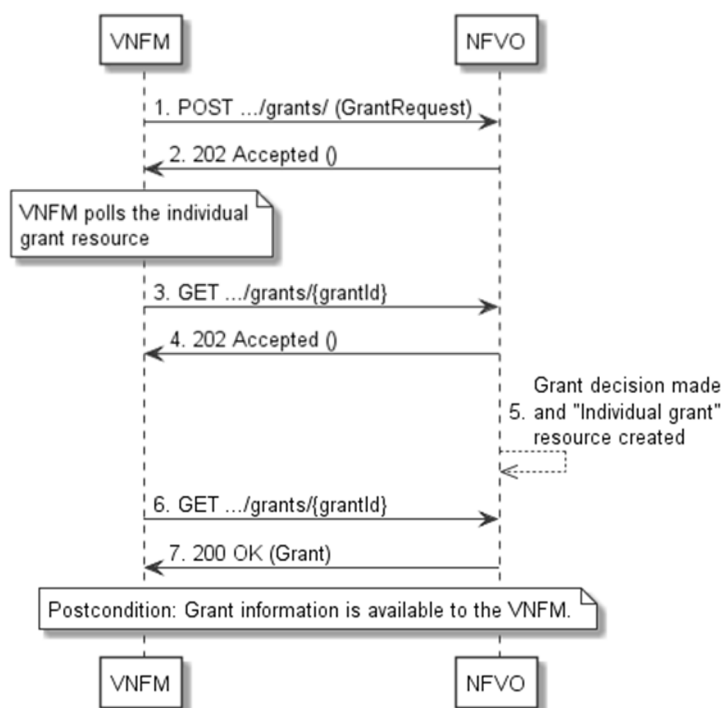 VNFM
NFVO
1. POST .../grants/ (GrantRequest)
2. 202 Accepted ()
VNFM polls the individual
grant resource
3. GET .../grants/{grantId}
4. 202 Accepted ()
Grant decision made
5. and "Individual grant"
resource created
6. GET .../grants/{grantId}
7. 200 OK (Grant)
Postcondition: Grant information is available to the VNFM.
VNFM
NFVO